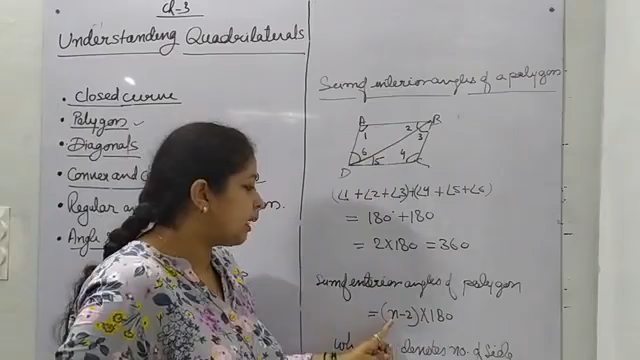 Ch-3
Understanding Quadrilaterals
• Closed curve
• Polygon
• Diagonals
• Convex and
• Regular
• Angle
Sum of interior angles of a polygon
A B
1 2 3
6 5 4
D
(∠1 + ∠2 + ∠3) + (∠4 + ∠5 + ∠6)
= 180° + 180
= 2×180 = 360
Sum of interior angles of polygon
= (n-2)×180
denotes no. of side